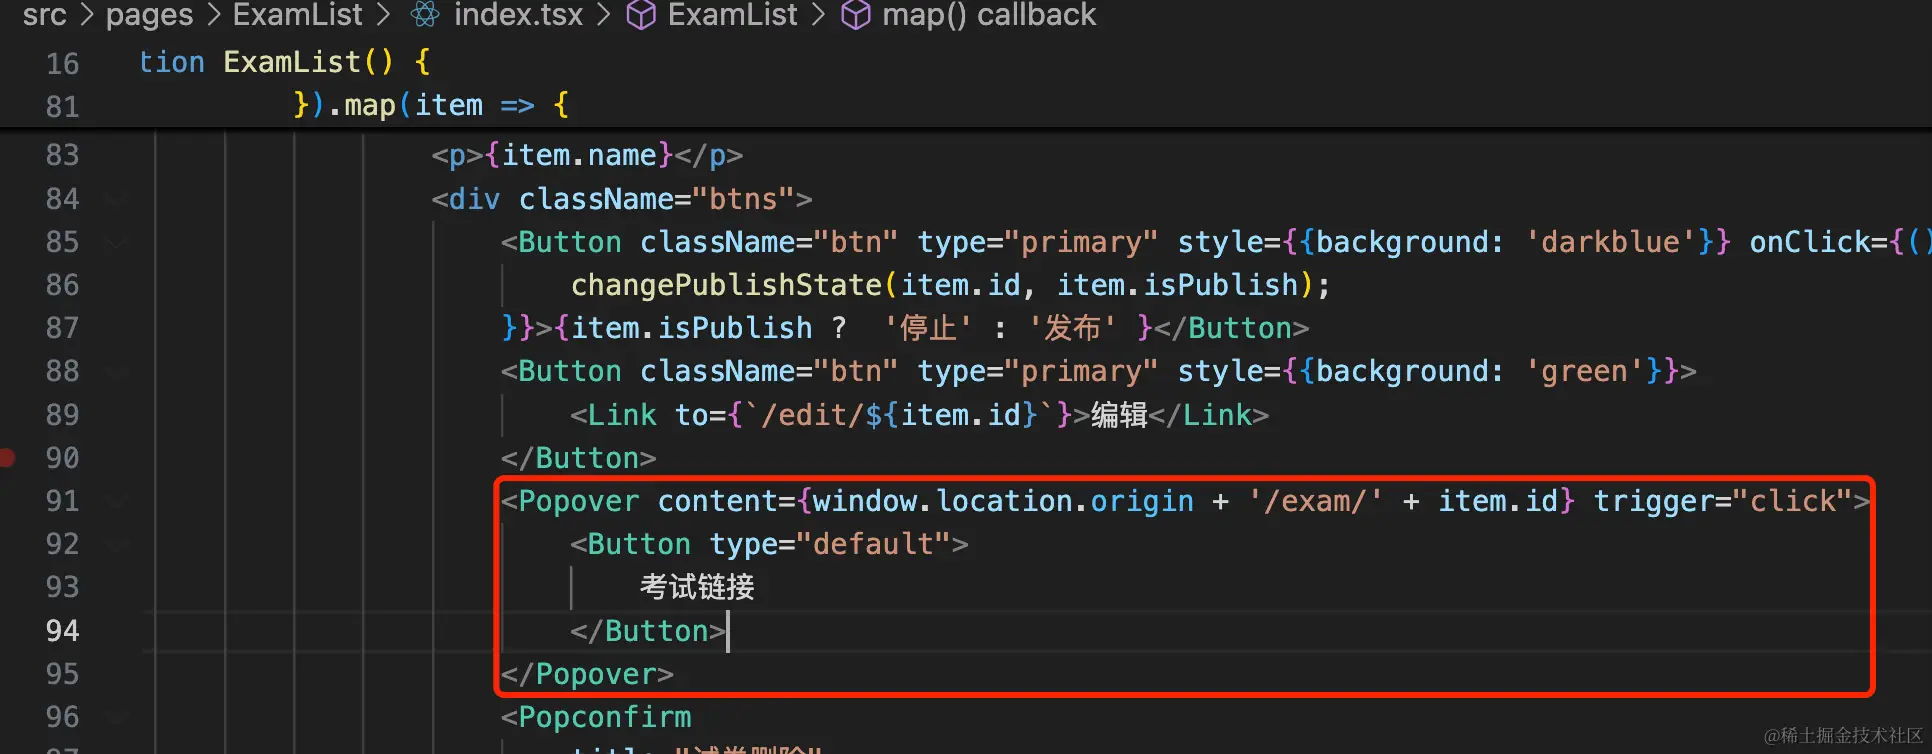 src > pages > ExamList > index.tsx > ExamList > map() callback
16 tion ExamList() {
81 }).map(item => {
83 <p>{item.name}</p>
84 <div className="btns">
85 <Button className="btn" type="primary" style={{background: 'darkblue'}} onClick={()
86 changePublishState(item.id, item.isPublish);
87 }}>{item.isPublish ? '停止' : '发布' }</Button>
88 <Button className="btn" type="primary" style={{background: 'green'}}>
89 <Link to={`/edit/${item.id}`}>编辑</Link>
90 </Button>
91 <Popover content={window.location.origin + '/exam/' + item.id} trigger="click">
92 <Button type="default">
93 考试链接
94 </Button>
95 </Popover>
96 <Popconfirm
97 title="试卷删除"
@稀土掘金技术社区